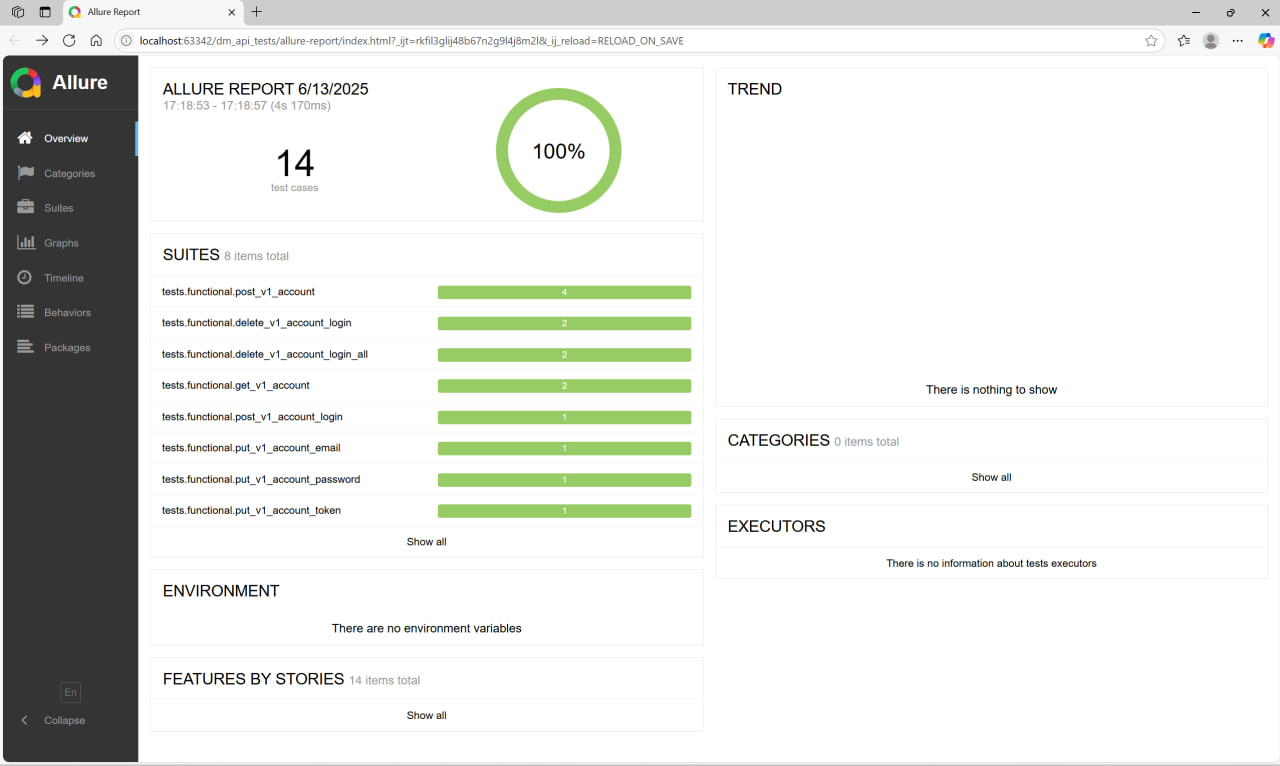 Allure Report
localhost:63342/dm_api_tests/allure-report/index.html?_ijt=rkfil3glij48b67n2g9l4j8m2l&_ij_reload=RELOAD_ON_SAVE
Allure
Overview
Categories
Suites
Graphs
Timeline
Behaviors
Packages
En
Collapse
ALLURE REPORT 6/13/2025
17:18:53 - 17:18:57 (4s 170ms)
14
test cases
100%
SUITES 8 items total
tests.functional.post_v1_account 4
tests.functional.delete_v1_account_login 2
tests.functional.delete_v1_account_login_all 2
tests.functional.get_v1_account 2
tests.functional.post_v1_account_login 1
tests.functional.put_v1_account_email 1
tests.functional.put_v1_account_password 1
tests.functional.put_v1_account_token 1
Show all
ENVIRONMENT
There are no environment variables
FEATURES BY STORIES 14 items total
Show all
TREND
There is nothing to show
CATEGORIES 0 items total
Show all
EXECUTORS
There is no information about tests executors